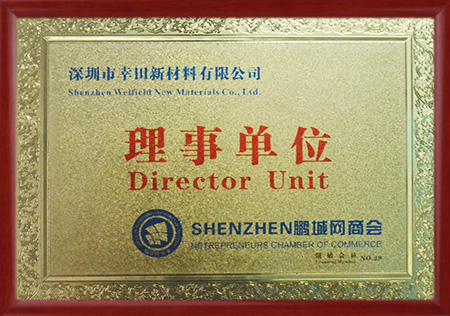 深圳市幸田新材料有限公司
Shenzhen Welfield New Materials Co., Ltd.
理事单位
Director Unit
SHENZHEN鹏城网商会
NETREPRENEURS CHAMBER OF COMMERCE
NO.29